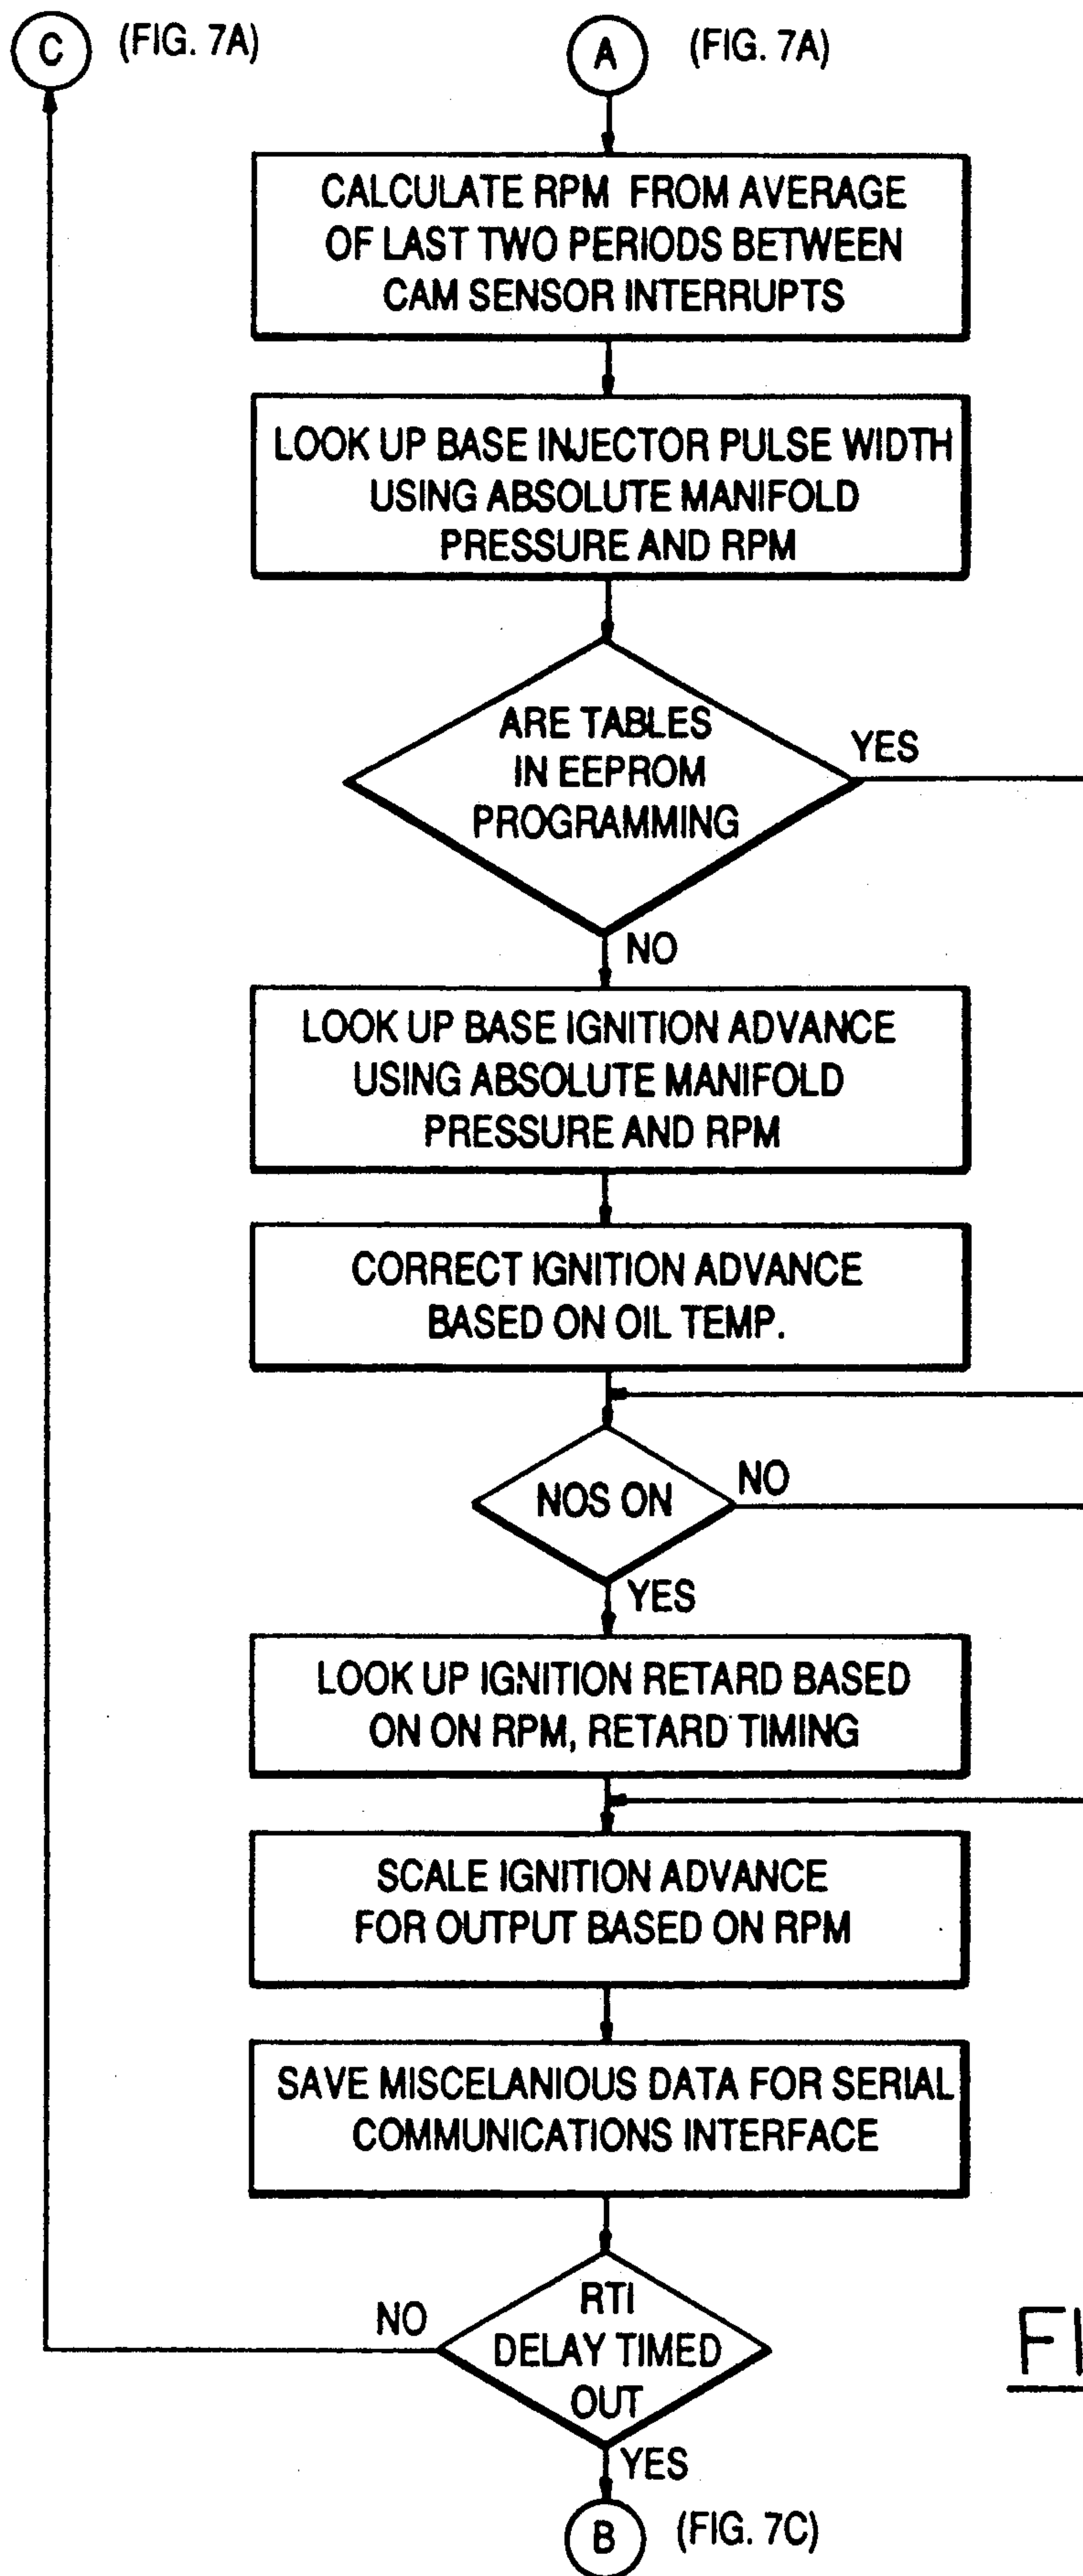 C (FIG. 7A)
A (FIG. 7A)
CALCULATE RPM FROM AVERAGE
OF LAST TWO PERIODS BETWEEN
CAM SENSOR INTERRUPTS
LOOK UP BASE INJECTOR PULSE WIDTH
USING ABSOLUTE MANIFOLD
PRESSURE AND RPM
ARE TABLES
IN EEPROM
PROGRAMMING
YES
NO
LOOK UP BASE IGNITION ADVANCE
USING ABSOLUTE MANIFOLD
PRESSURE AND RPM
CORRECT IGNITION ADVANCE
BASED ON OIL TEMP.
NOS ON
NO
YES
LOOK UP IGNITION RETARD BASED
ON ON RPM, RETARD TIMING
SCALE IGNITION ADVANCE
FOR OUTPUT BASED ON RPM
SAVE MISCELANIOUS DATA FOR SERIAL
COMMUNICATIONS INTERFACE
RTI
DELAY TIMED
OUT
NO
YES
B (FIG. 7C)